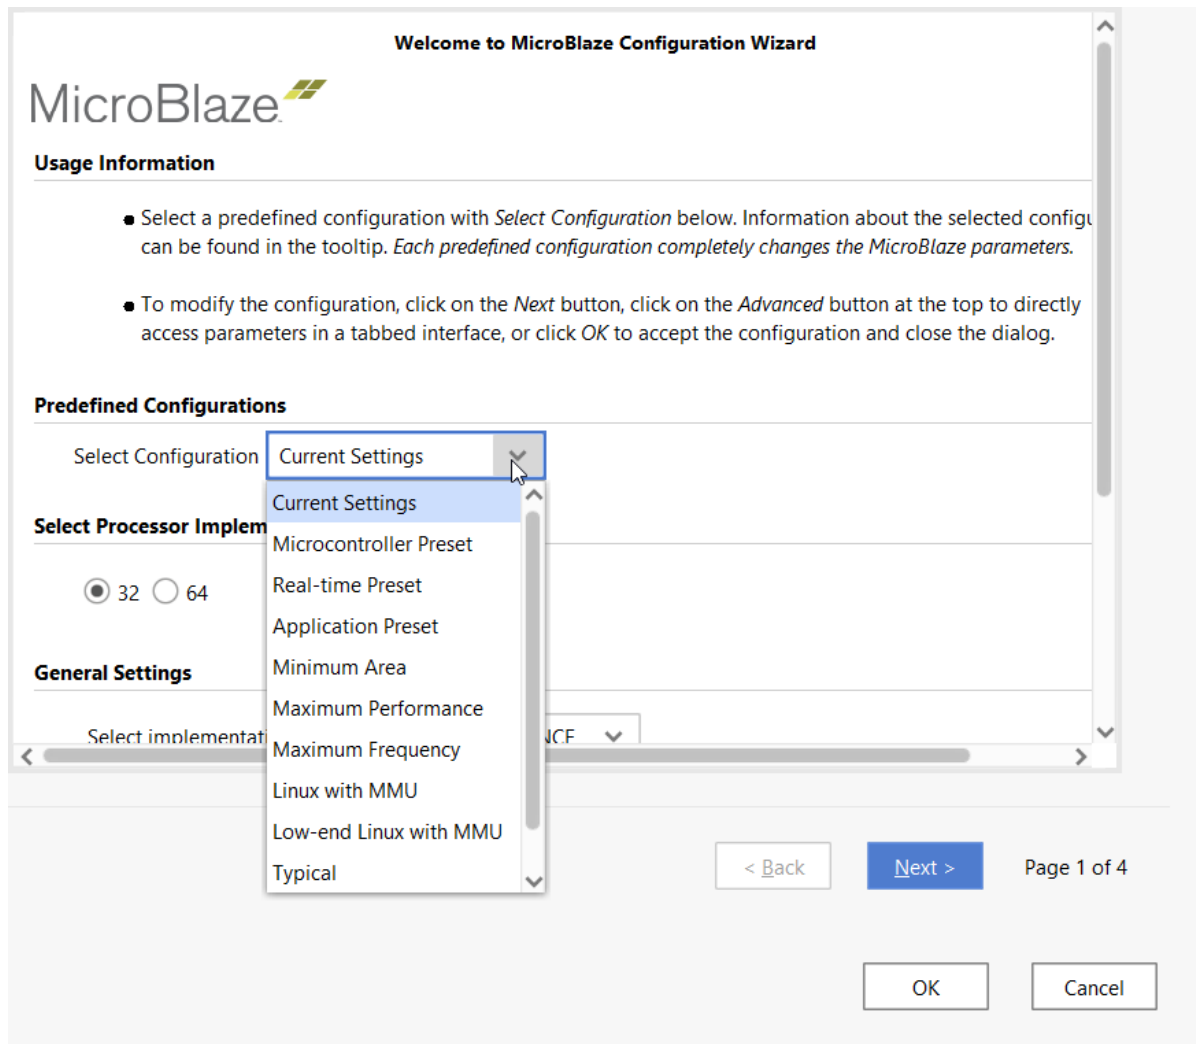 Welcome to MicroBlaze Configuration Wizard
MicroBlaze
Usage Information
Select a predefined configuration with Select Configuration below. Information about the selected configu
can be found in the tooltip. Each predefined configuration completely changes the MicroBlaze parameters.
To modify the configuration, click on the Next button, click on the Advanced button at the top to directly
access parameters in a tabbed interface, or click OK to accept the configuration and close the dialog.
Predefined Configurations
Select Configuration Current Settings
Current Settings
Select Processor Implem
Microcontroller Preset
Real-time Preset
32 64
Application Preset
Minimum Area
General Settings
Maximum Performance
Select implementati NCE
Maximum Frequency
Linux with MMU
Low-end Linux with MMU
Typical
< Back Next > Page 1 of 4
OK Cancel